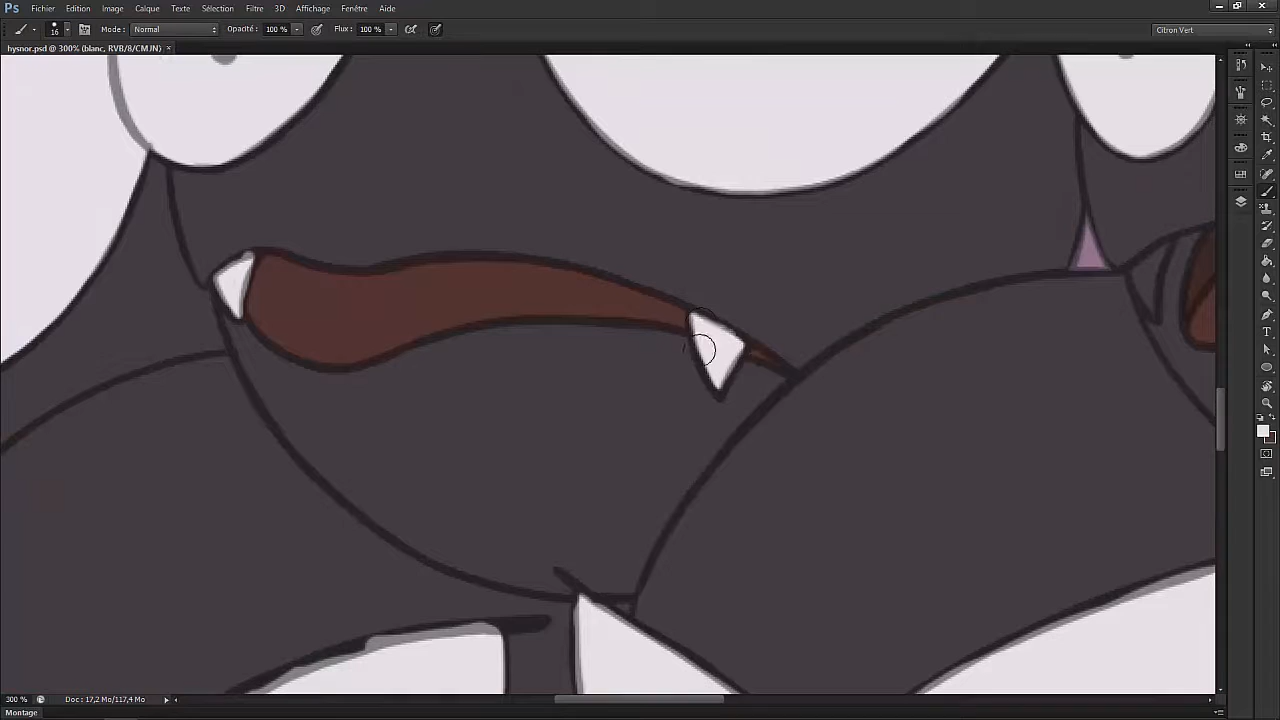 Ps Fichier Edition Image Calque Texte Sélection Filtre 3D Affichage Fenêtre Aide
16 Mode : Normal Opacité : 100 % Flux : 100 % Citron Vert
hysnor.psd @ 300% (blanc, RVB/8/CMJN) ×
300 % Doc : 17,2 Mo/117,4 Mo
Montage